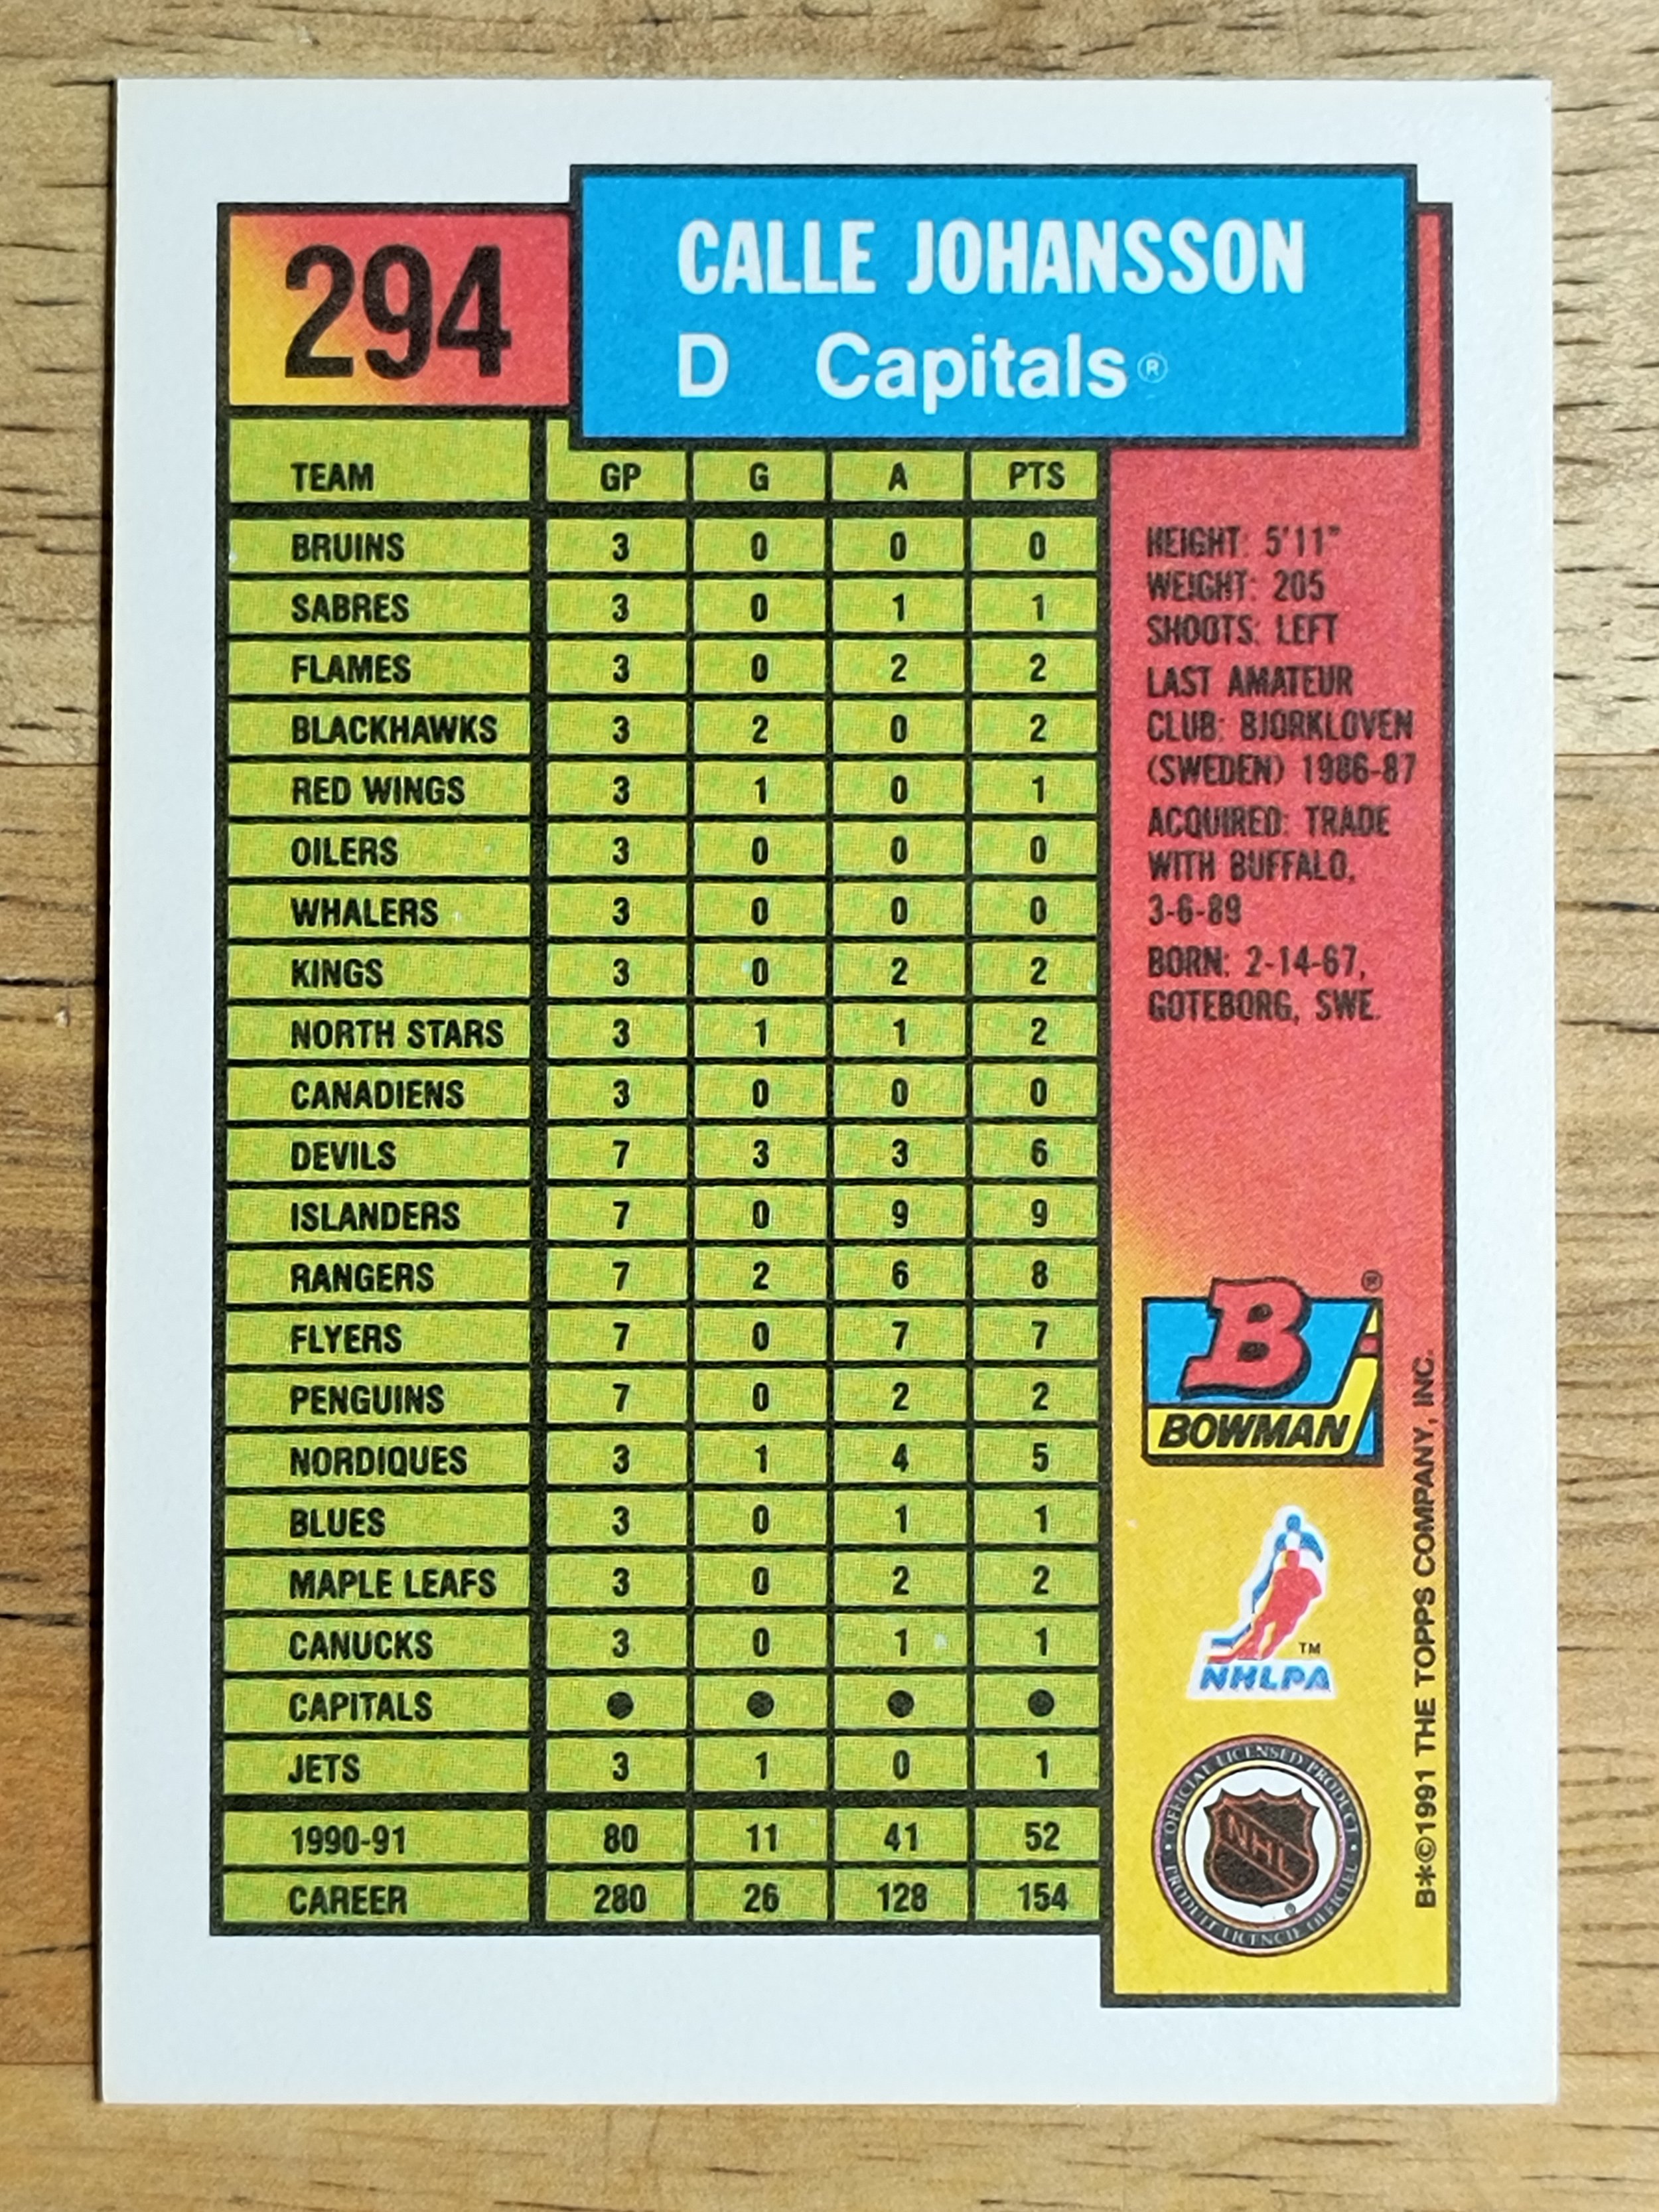 294
CALLE JOHANSSON
D Capitals®
TEAM GP G A PTS
BRUINS 3 0 0 0
SABRES 3 0 1 1
FLAMES 3 0 2 2
BLACKHAWKS 3 2 0 2
RED WINGS 3 1 0 1
OILERS 3 0 0 0
WHALERS 3 0 0 0
KINGS 3 0 2 2
NORTH STARS 3 1 1 2
CANADIENS 3 0 0 0
DEVILS 7 3 3 6
ISLANDERS 7 0 9 9
RANGERS 7 2 6 8
FLYERS 7 0 7 7
PENGUINS 7 0 2 2
NORDIQUES 3 1 4 5
BLUES 3 0 1 1
MAPLE LEAFS 3 0 2 2
CANUCKS 3 0 1 1
CAPITALS ● ● ● ●
JETS 3 1 0 1
1990-91 80 11 41 52
CAREER 280 26 128 154
HEIGHT: 5'11"
WEIGHT: 205
SHOOTS: LEFT
LAST AMATEUR
CLUB: BJORKLOVEN
(SWEDEN) 1986-87
ACQUIRED: TRADE
WITH BUFFALO,
3-6-89
BORN: 2-14-67,
GOTEBORG, SWE.
B ®
BOWMAN
TM
NHLPA
OFFICIAL LICENSED PRODUCT
NHL ®
PRODUIT LICENCIE OFFICIEL
B*©1991 THE TOPPS COMPANY, INC.